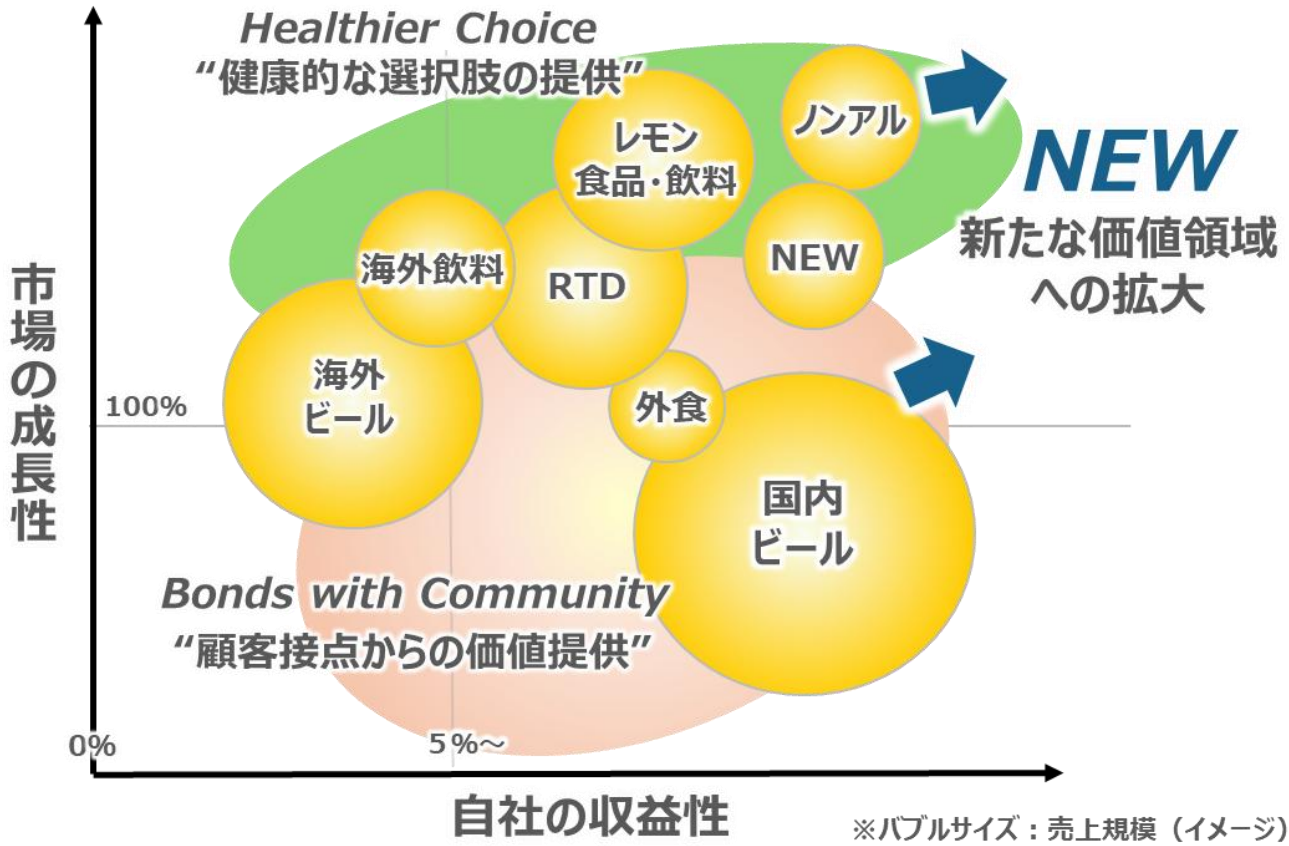 Healthier Choice
“健康的な選択肢の提供”
ノンアル
レモン
食品・飲料
NEW
新たな価値領域
への拡大
海外飲料
RTD
NEW
市場の成長性
海外
ビール
100%
外食
国内
ビール
Bonds with Community
“顧客接点からの価値提供”
0%
5%～
自社の収益性
※バブルサイズ：売上規模（イメージ）